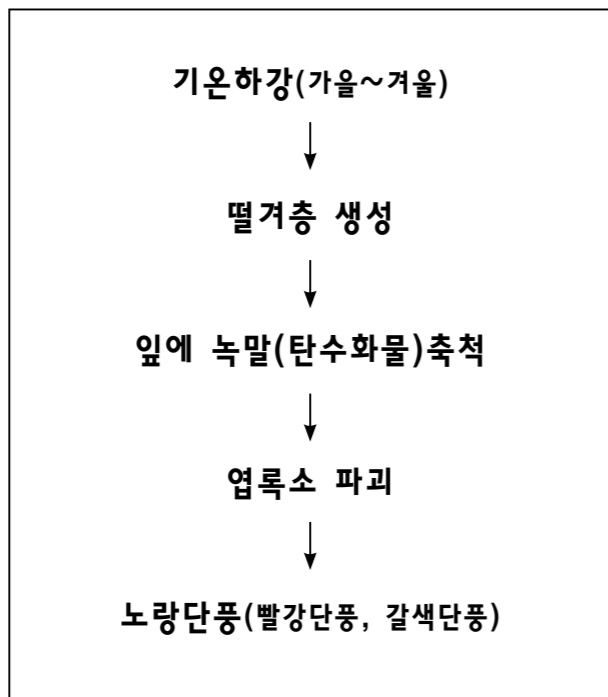 기온하강(가을~겨울)
떨겨층 생성
잎에 녹말(탄수화물)축척
엽록소 파괴
노랑단풍(빨강단풍, 갈색단풍)